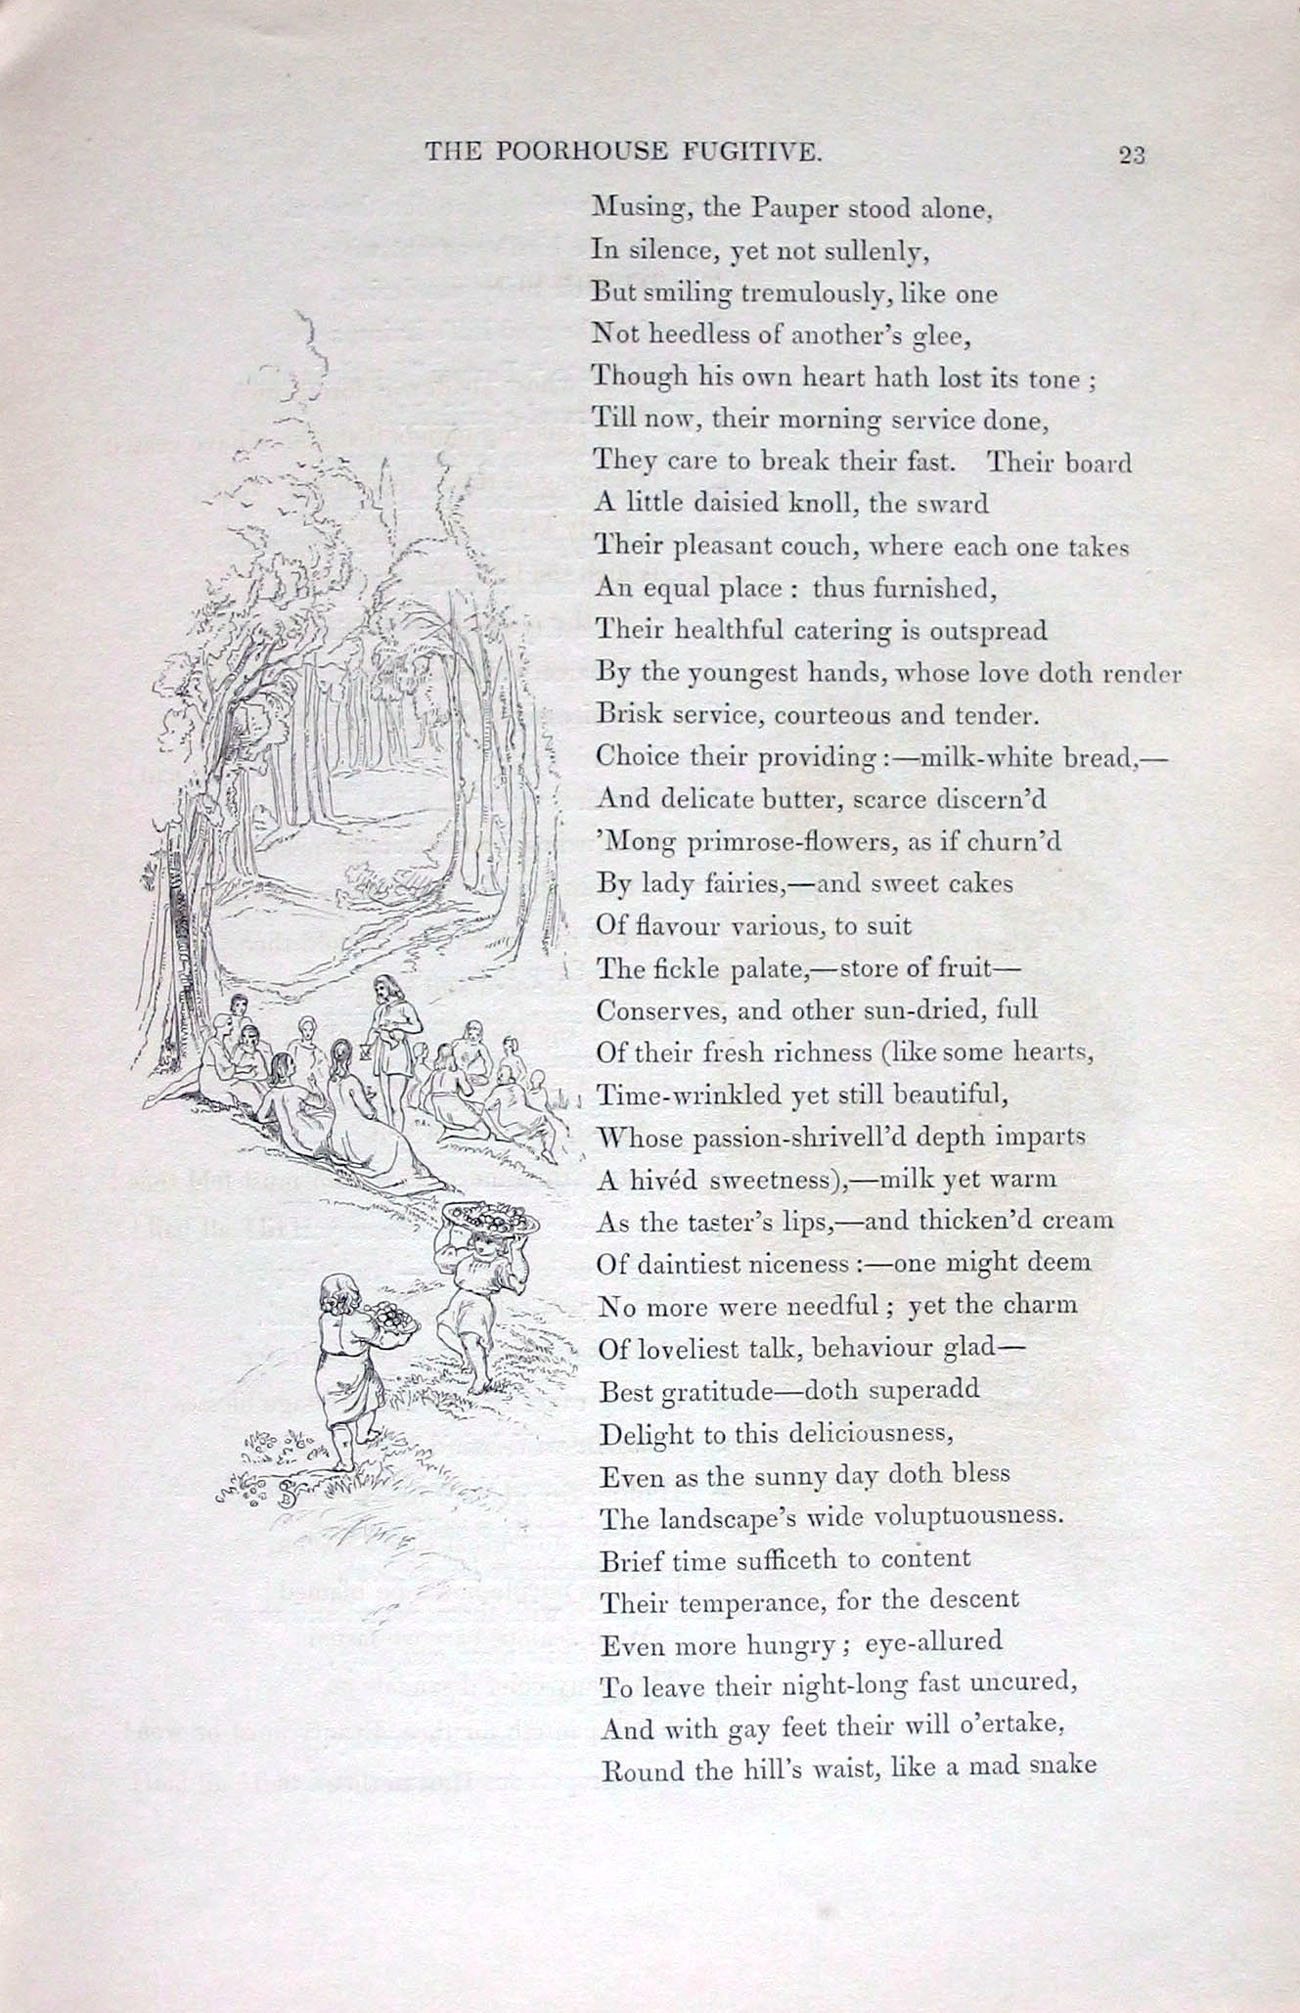 THE POORHOUSE FUGITIVE. 23
Musing, the Pauper stood alone,
In silence, yet not sullenly,
But smiling tremulously, like one
Not heedless of another's glee,
Though his own heart hath lost its tone ;
Till now, their morning service done,
They care to break their fast. Their board
A little daisied knoll, the sward
Their pleasant couch, where each one takes
An equal place : thus furnished,
Their healthful catering is outspread
By the youngest hands, whose love doth render
Brisk service, courteous and tender.
Choice their providing :—milk-white bread,—
And delicate butter, scarce discern'd
'Mong primrose-flowers, as if churn'd
By lady fairies,—and sweet cakes
Of flavour various, to suit
The fickle palate,—store of fruit—
Conserves, and other sun-dried, full
Of their fresh richness (like some hearts,
Time-wrinkled yet still beautiful,
Whose passion-shrivell'd depth imparts
A hivéd sweetness),—milk yet warm
As the taster's lips,—and thicken'd cream
Of daintiest niceness :—one might deem
No more were needful ; yet the charm
Of loveliest talk, behaviour glad—
Best gratitude—doth superadd
Delight to this deliciousness,
Even as the sunny day doth bless
The landscape's wide voluptuousness.
Brief time sufficeth to content
Their temperance, for the descent
Even more hungry ; eye-allured
To leave their night-long fast uncured,
And with gay feet their will o'ertake,
Round the hill's waist, like a mad snake